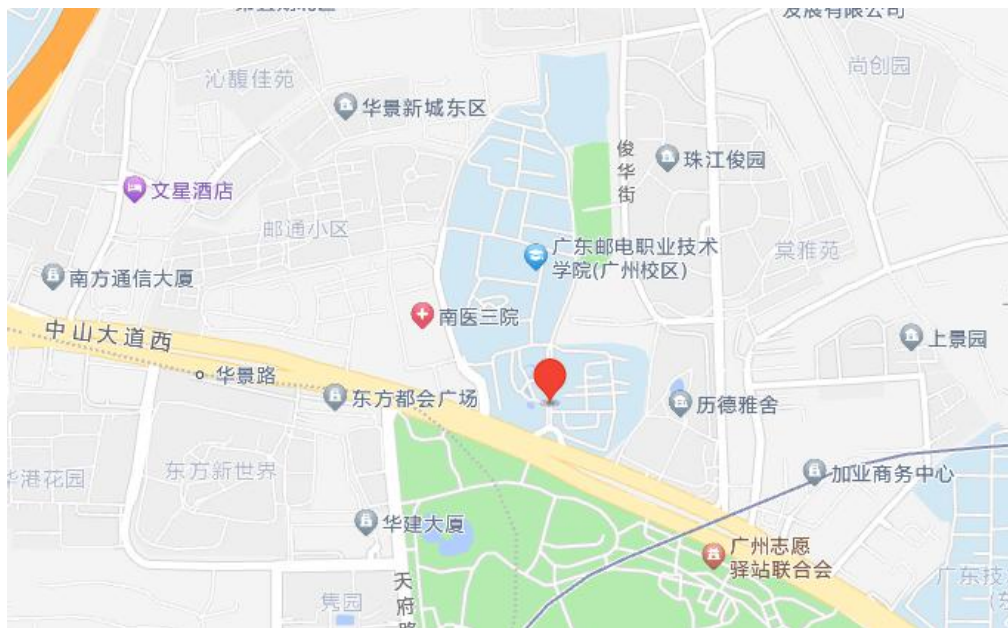 发展有限公司
尚创园
沁馥佳苑
华景新城东区
俊华街
珠江俊园
文星酒店
邮通小区
广东邮电职业技术
学院(广州校区)
棠雅苑
南方通信大厦
南医三院
中山大道西
上景园
华景路
东方都会广场
历德雅舍
东方新世界
华港花园
加业商务中心
华建大厦
广州志愿
驿站联合会
天府路
隽园
广东技